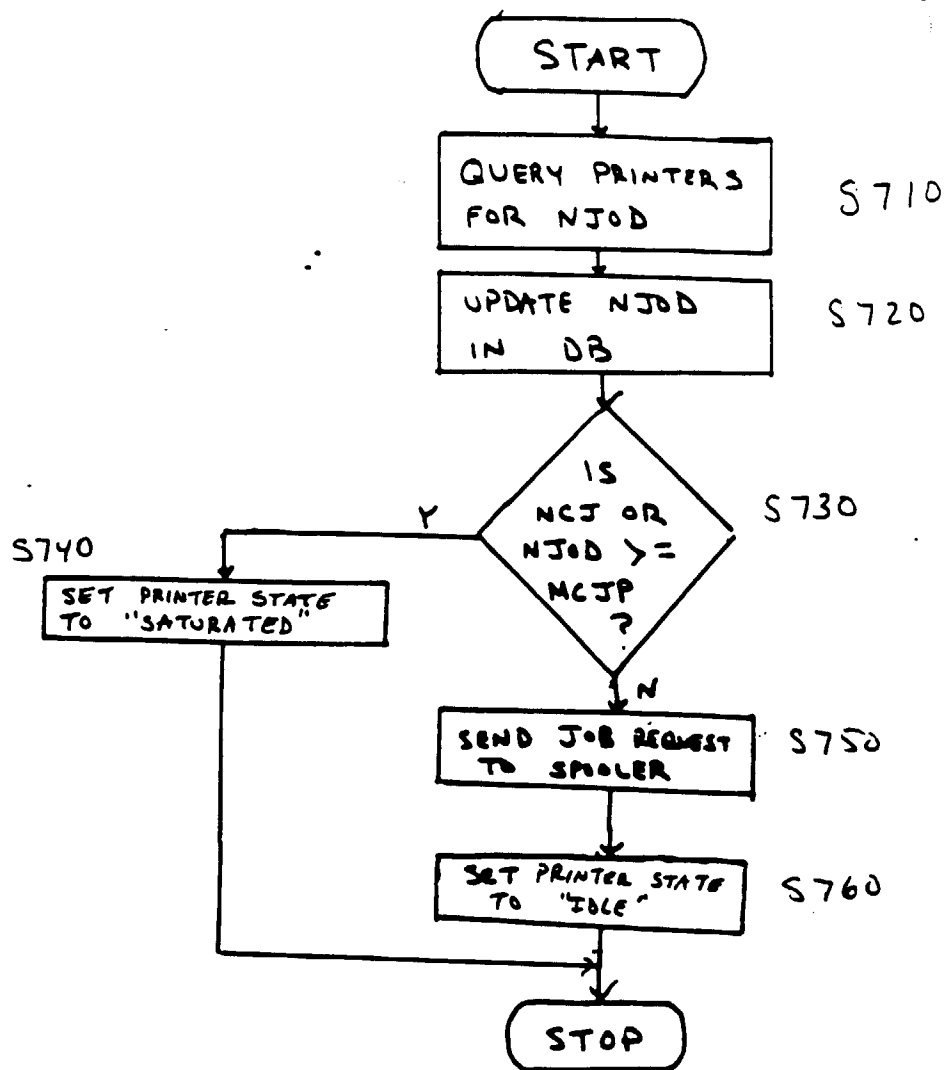 START
QUERY PRINTERS
FOR NJOD
S710
UPDATE NJOD
IN DB
S720
IS
NCJ OR
NJOD >=
MCJP
?
S730
Y
S740
SET PRINTER STATE
TO "SATURATED"
N
SEND JOB REQUEST
TO SPOOLER
S750
SET PRINTER STATE
TO "IDLE"
S760
STOP